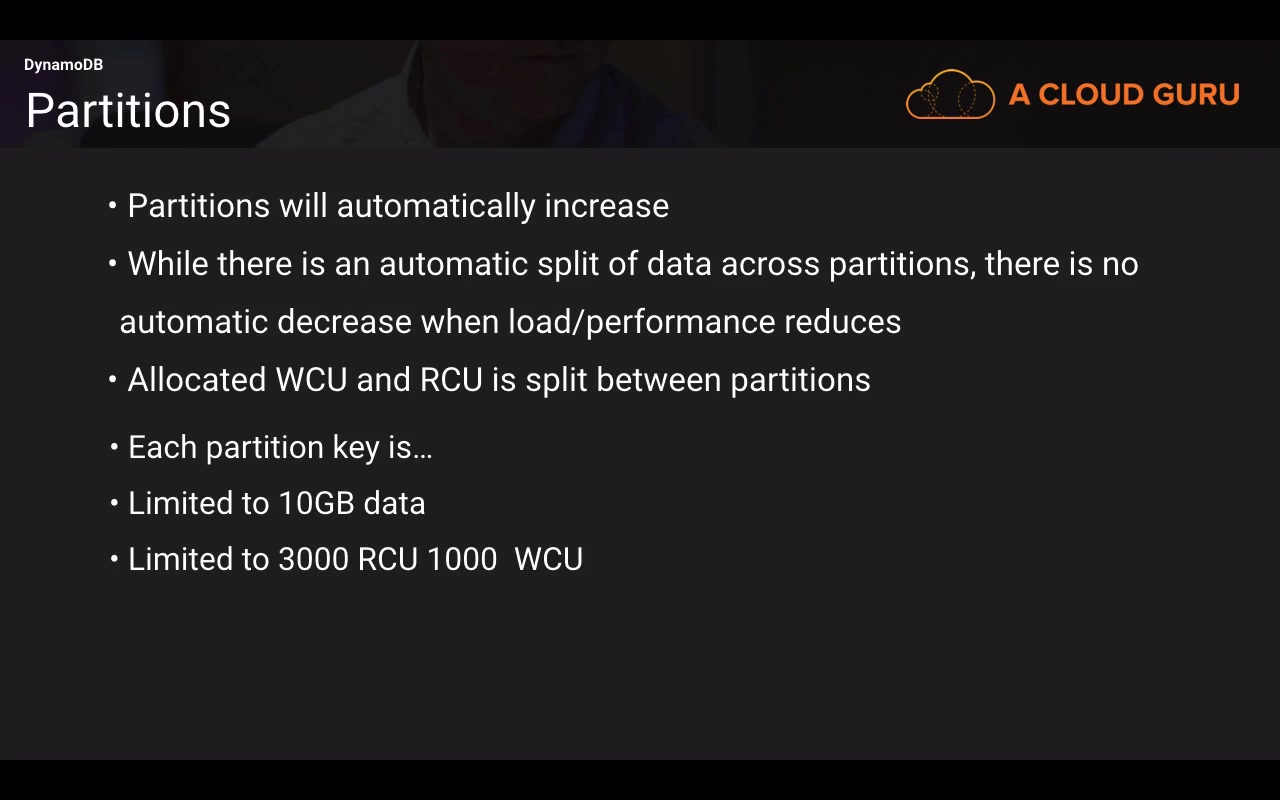 DynamoDB
Partitions
A CLOUD GURU
• Partitions will automatically increase
• While there is an automatic split of data across partitions, there is no
automatic decrease when load/performance reduces
• Allocated WCU and RCU is split between partitions
• Each partition key is…
• Limited to 10GB data
• Limited to 3000 RCU 1000  WCU